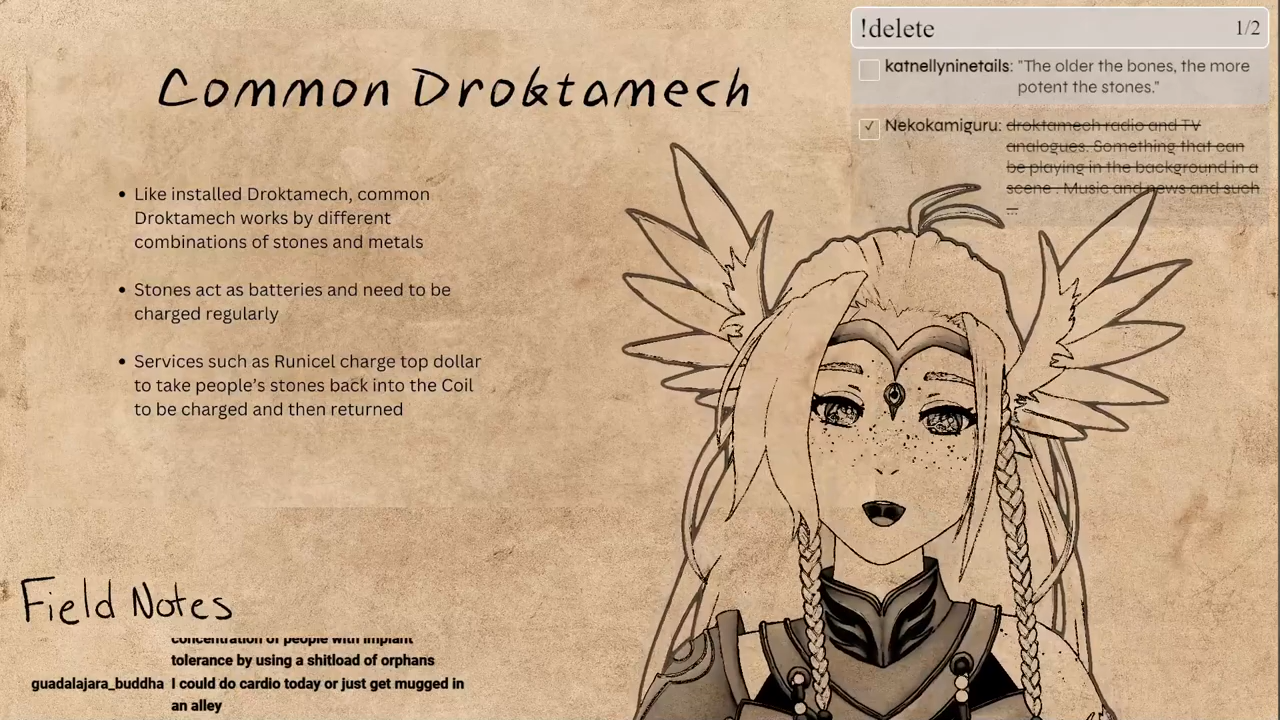 !delete 1/2
katnellyninetails: "The older the bones, the more
potent the stones."
Nekokamiguru: droktamech radio and TV
analogues. Something that can
be playing in the background in a
scene . Music and news and such
Common Droktamech
• Like installed Droktamech, common
Droktamech works by different
combinations of stones and metals
• Stones act as batteries and need to be
charged regularly
• Services such as Runicel charge top dollar
to take people's stones back into the Coil
to be charged and then returned
Field Notes
concentration of people with implant
tolerance by using a shitload of orphans
guadalajara_buddha I could do cardio today or just get mugged in
an alley